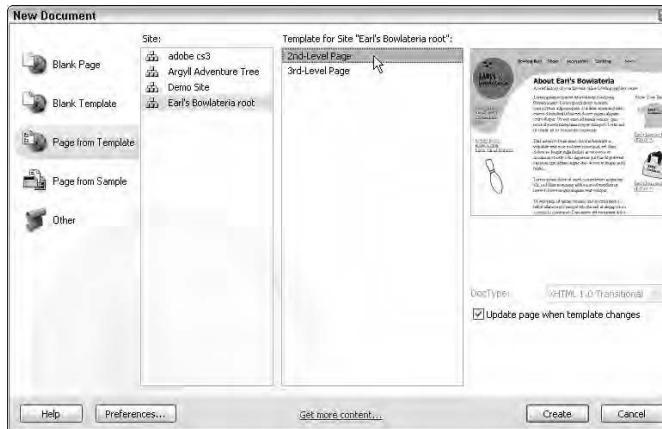 New Document
Blank Page
Blank Template
Page from Template
Page from Sample
Other
Site:
adobe cs3
Argyll Adventure Tree
Demo Site
Earl's Bowlateria root
Template for Site "Earl's Bowlateria root":
2nd-Level Page
3rd-Level Page
About Earl's Bowlateria
DocType:
XHTML 1.0 Transitional
Update page when template changes
Help
Preferences...
Get more content...
Create
Cancel